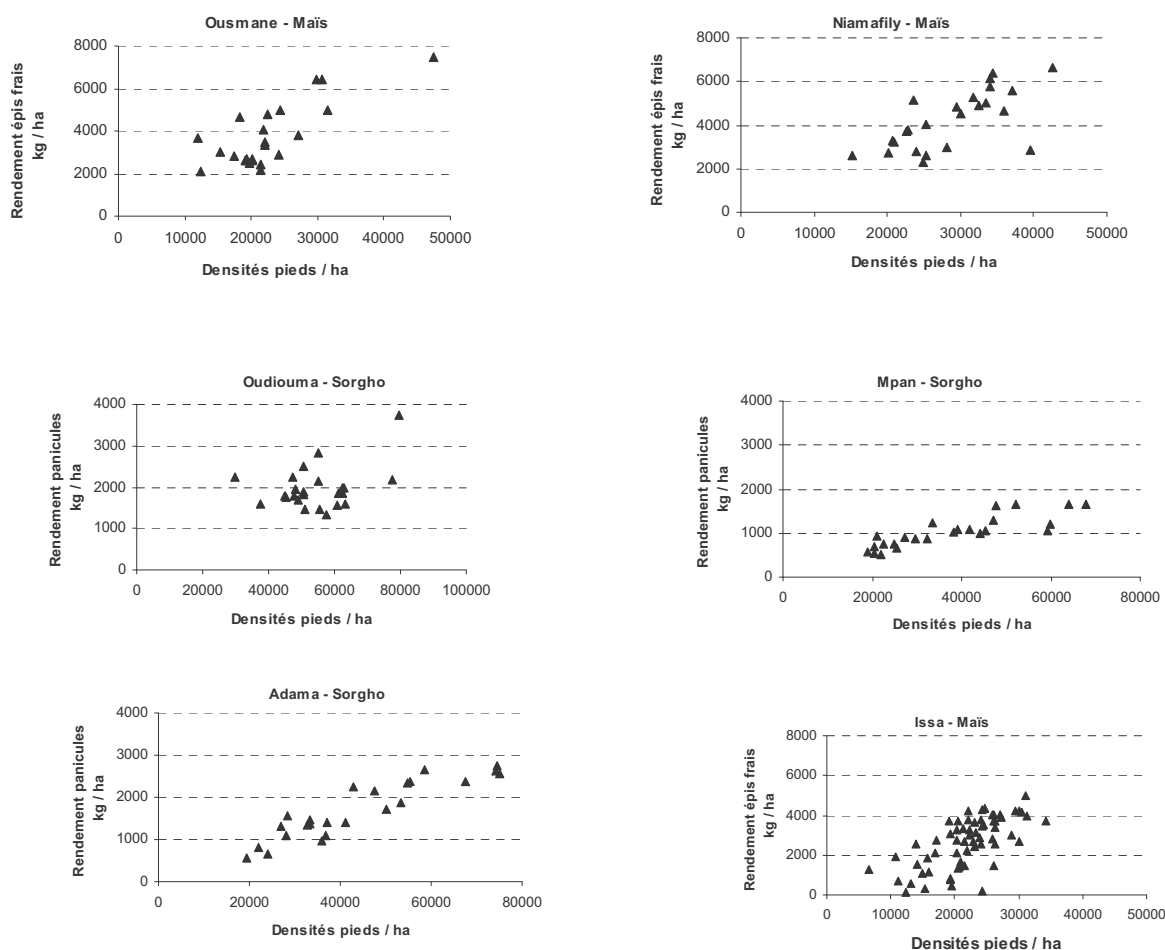 Ousmane - Maïs
Rendement épis frais
kg / ha
8000
6000
4000
2000
0
0 10000 20000 30000 40000 50000
Densités pieds / ha
Niamafily - Maïs
Rendement épis frais
kg / ha
8000
6000
4000
2000
0
0 10000 20000 30000 40000 50000
Densités pieds / ha
Oudiouma - Sorgho
Rendement panicules
kg / ha
4000
3000
2000
1000
0
0 20000 40000 60000 80000 100000
Densités pieds / ha
Mpan - Sorgho
Rendement panicules
kg / ha
4000
3000
2000
1000
0
0 20000 40000 60000 80000
Densités pieds / ha
Adama - Sorgho
Rendement panicules
kg / ha
4000
3000
2000
1000
0
0 20000 40000 60000 80000
Densités pieds / ha
Issa - Maïs
Rendement épis frais
kg / ha
8000
6000
4000
2000
0
0 10000 20000 30000 40000 50000
Densités pieds / ha